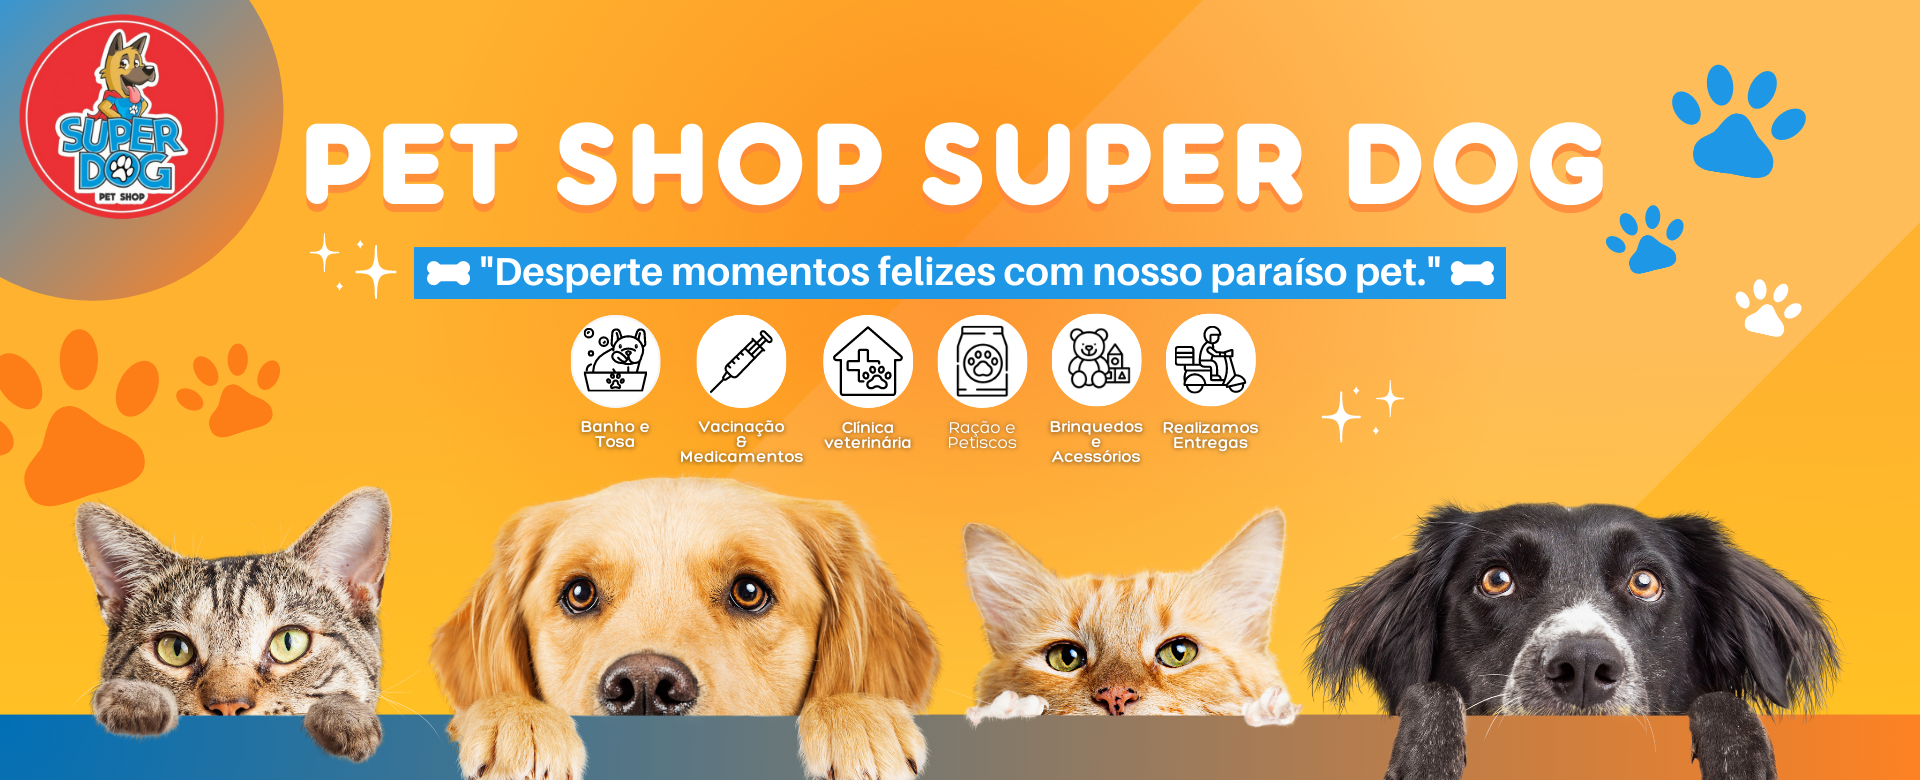 SUPER
DOG
PET SHOP
PET SHOP SUPER DOG
"Desperte momentos felizes com nosso paraíso pet."
Banho e
Tosa
Vacinação
&
Medicamentos
Clínica
veterinária
Ração e
Petiscos
Brinquedos
e
Acessórios
Realizamos
Entregas